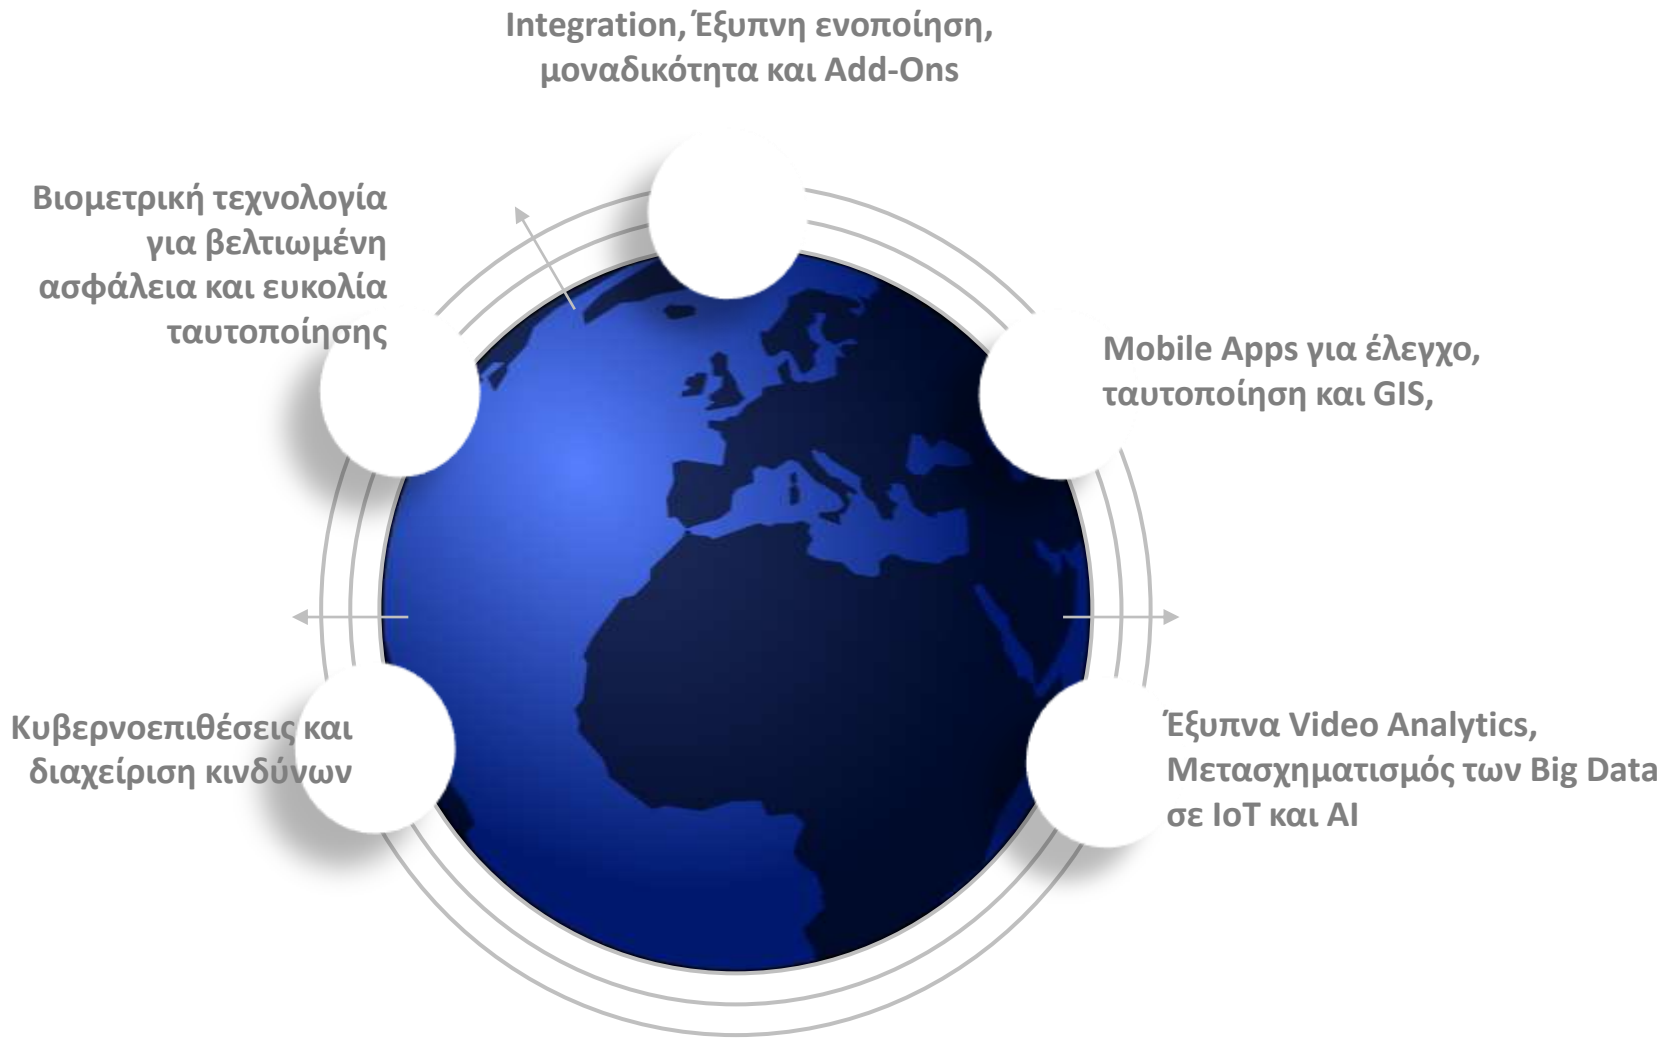 Integration, Έξυπνη ενοποίηση,
μοναδικότητα και Add-Ons
Βιομετρική τεχνολογία
για βελτιωμένη
ασφάλεια και ευκολία
ταυτοποίησης
Mobile Apps για έλεγχο,
ταυτοποίηση και GIS,
Κυβερνοεπιθέσεις και
διαχείριση κινδύνων
Έξυπνα Video Analytics,
Μετασχηματισμός των Big Data
σε IoT και AI